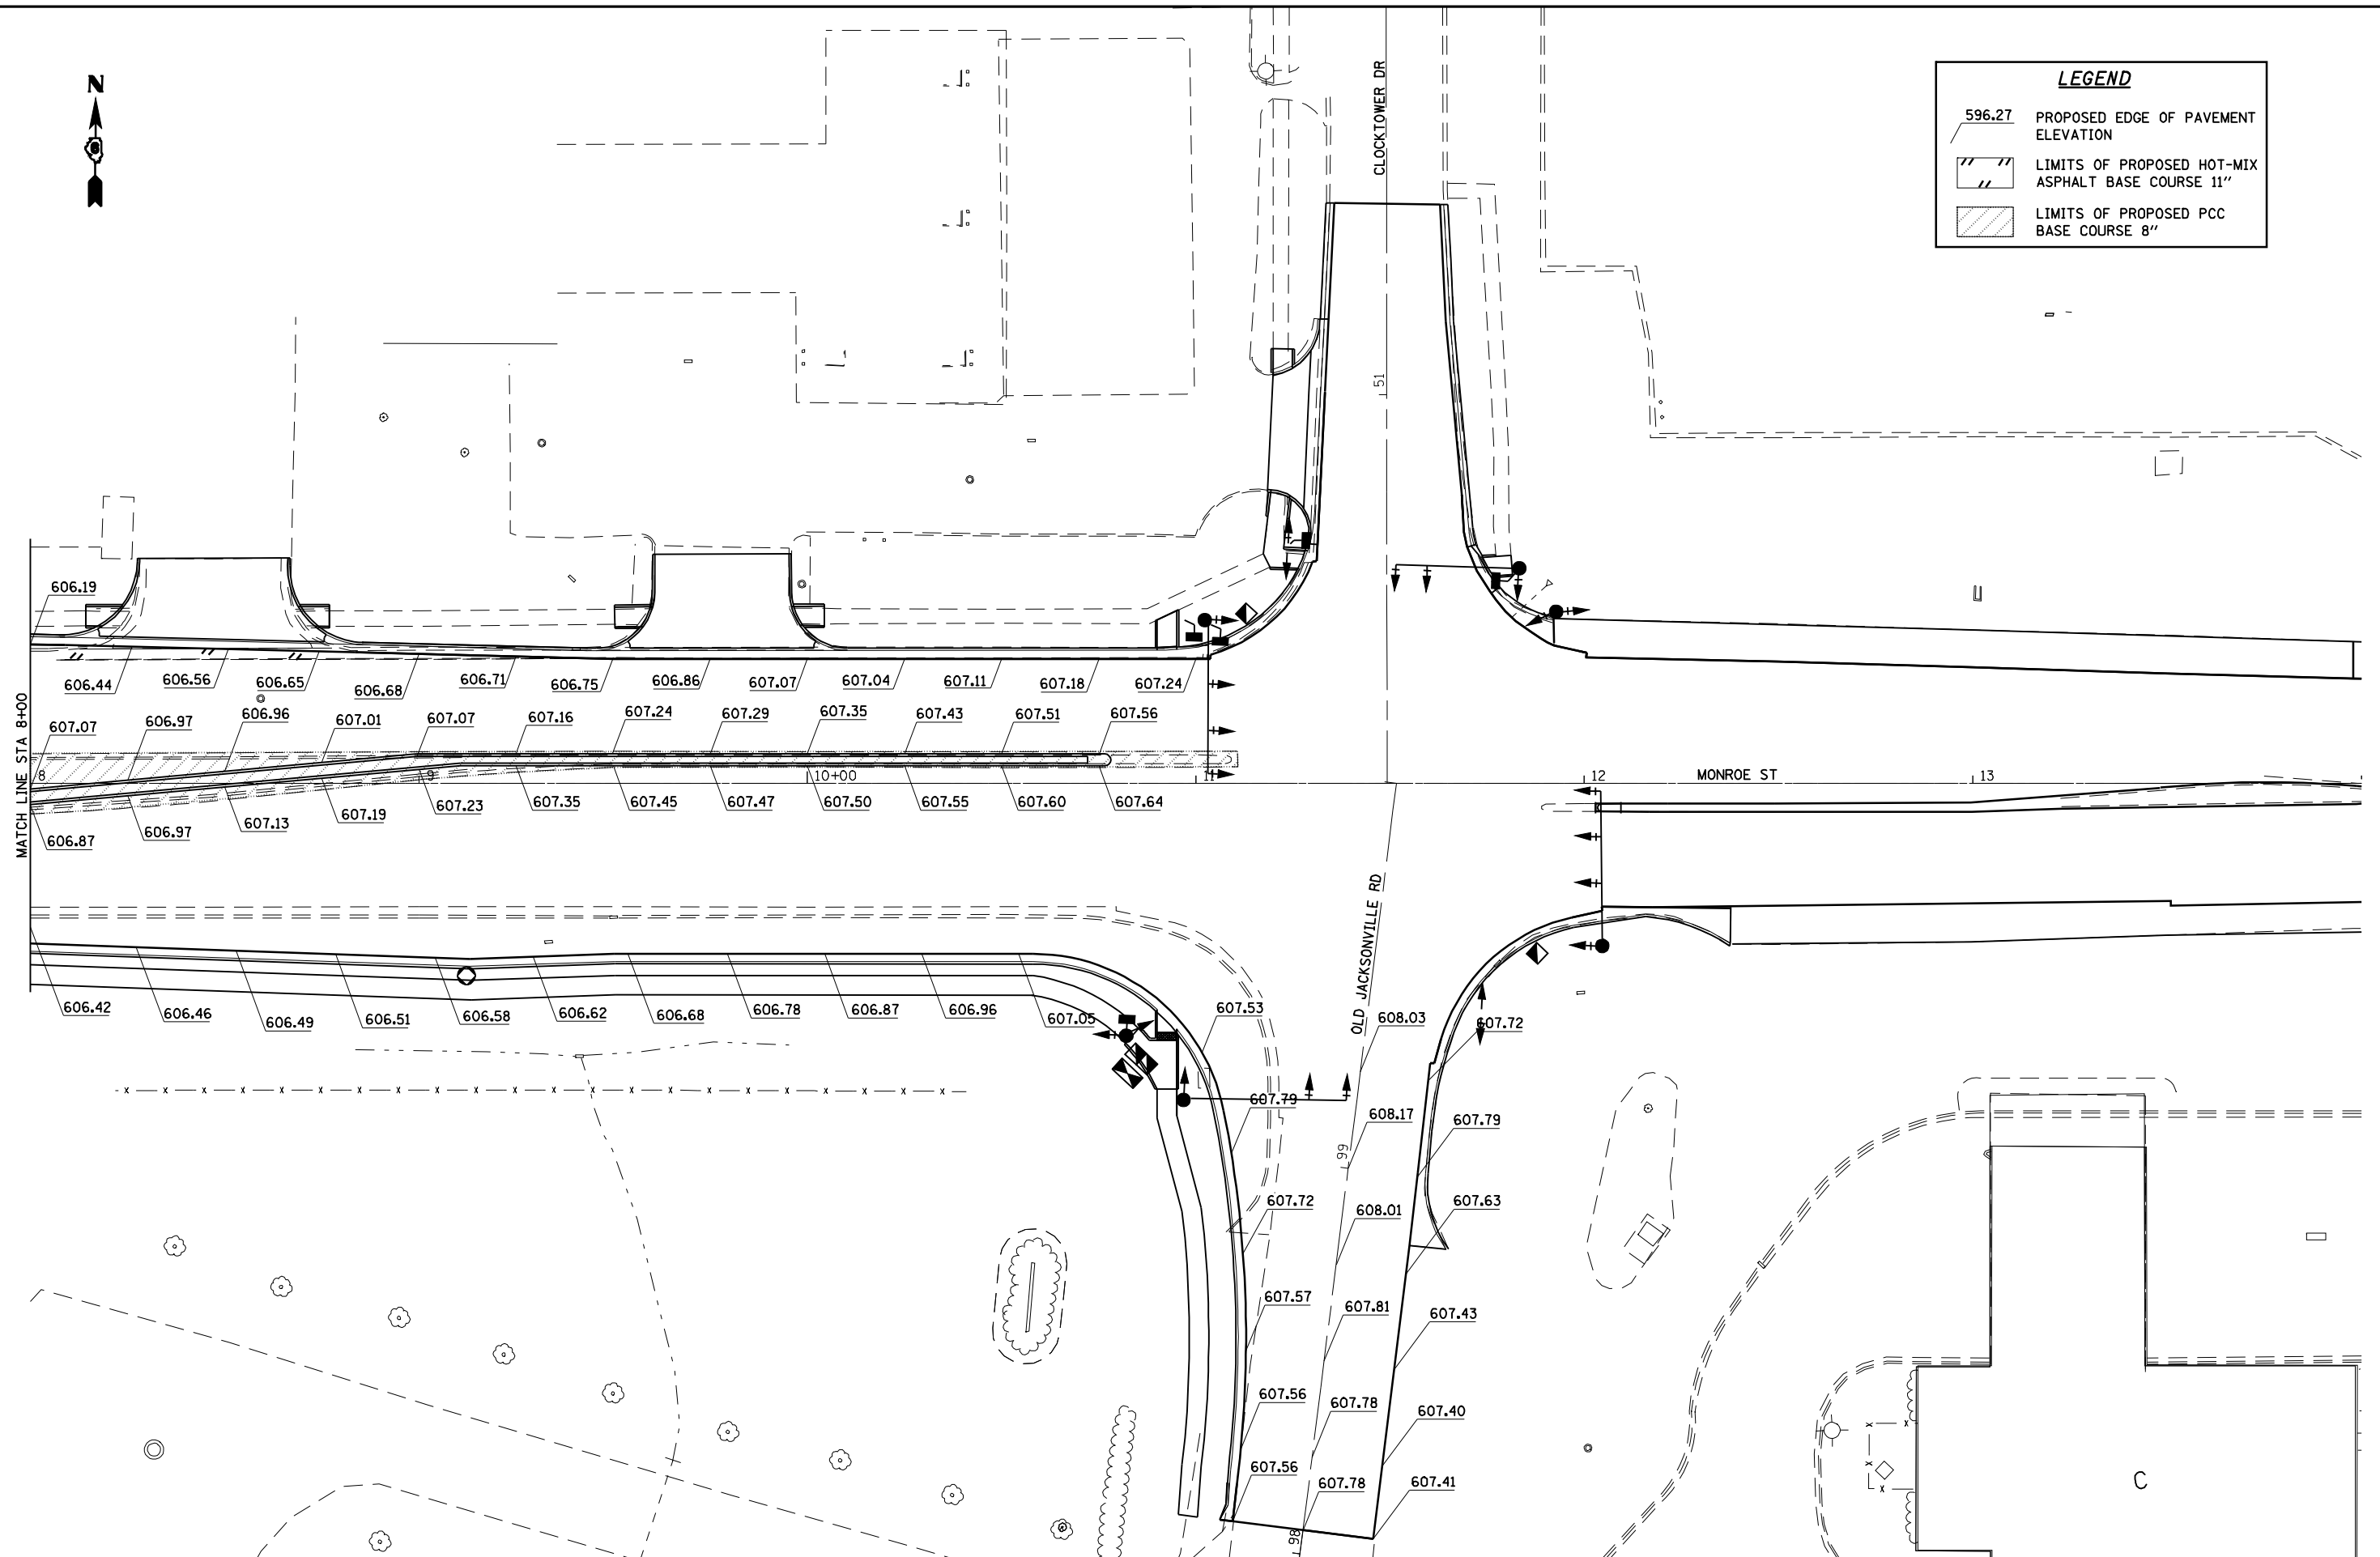 N
CLOCKTOWER DR
LEGEND
596.27 PROPOSED EDGE OF PAVEMENT
ELEVATION
LIMITS OF PROPOSED HOT-MIX
ASPHALT BASE COURSE 11"
LIMITS OF PROPOSED PCC
BASE COURSE 8"
51
606.19
606.44 606.56 606.65 606.68 606.71 606.75 606.86 607.07 607.04 607.11 607.18 607.24
MATCH LINE STA 8+00
607.07 606.97 606.96 607.01 607.07 607.16 607.24 607.29 607.35 607.43 607.51 607.56
8 9 10+00 11 12 MONROE ST 13
606.87 606.97 607.13 607.19 607.23 607.35 607.45 607.47 607.50 607.55 607.60 607.64
OLD JACKSONVILLE RD
606.42 606.46 606.49 606.51 606.58 606.62 606.68 606.78 606.87 606.96 607.05
607.53 608.03 607.72
x x x x x x x x x x x x x x x x x x x x x x
607.79 608.17 607.79
99
607.72 608.01 607.63
607.57 607.81 607.43
607.56 607.78 607.40
x x
x
x
607.56 607.78 607.41
98
C